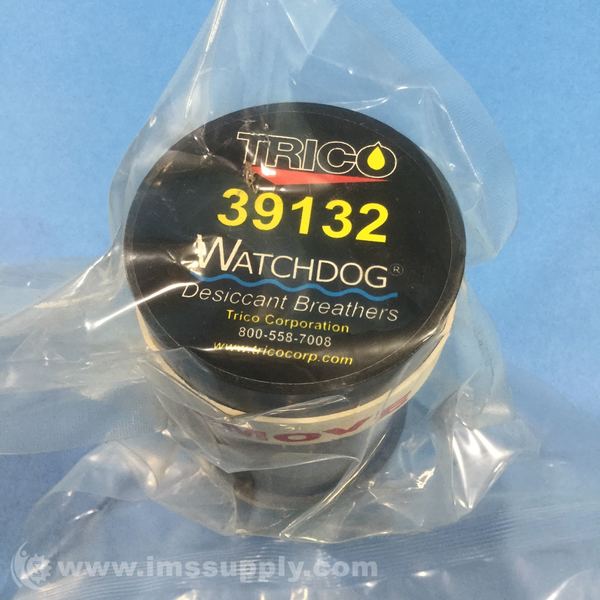 TRICO
39132
WATCHDOG®
Desiccant Breathers
Trico Corporation
800-558-7008
www.tricocorp.com
www.imssupply.com